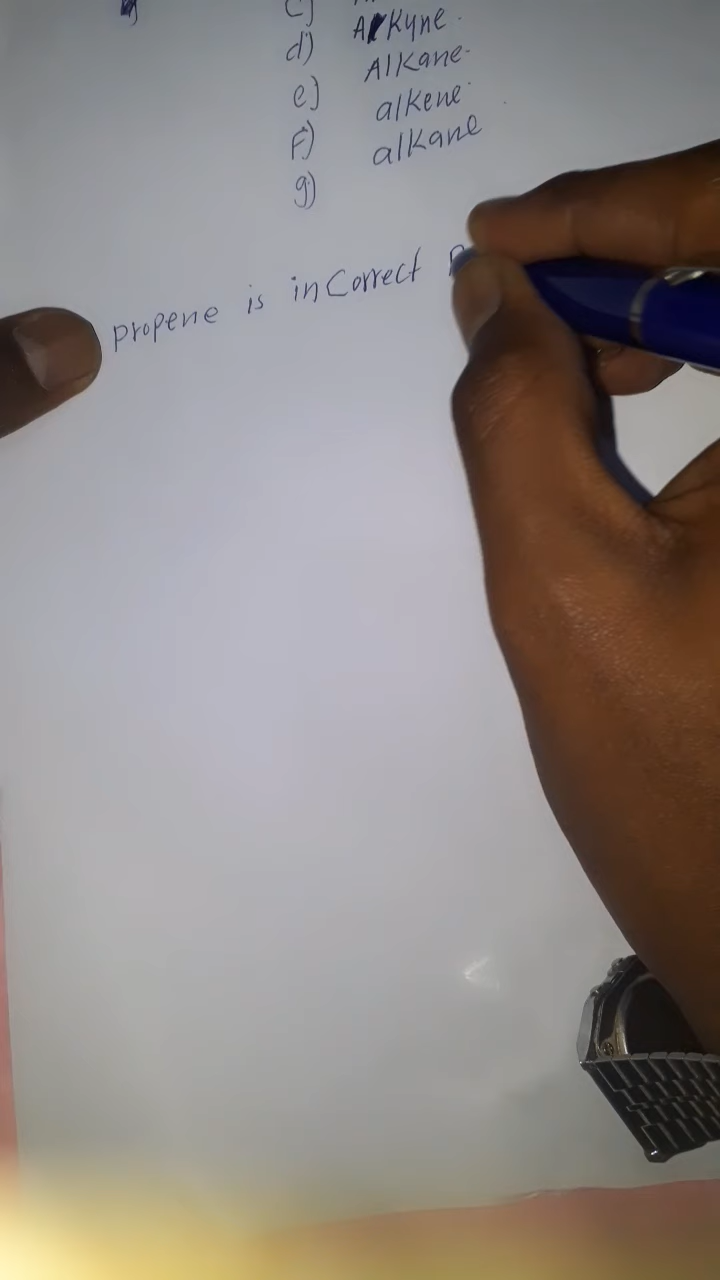 c)
d) Alkyne.
e) Alkane.
F) alkene.
g) alkane
propene is inCorrect